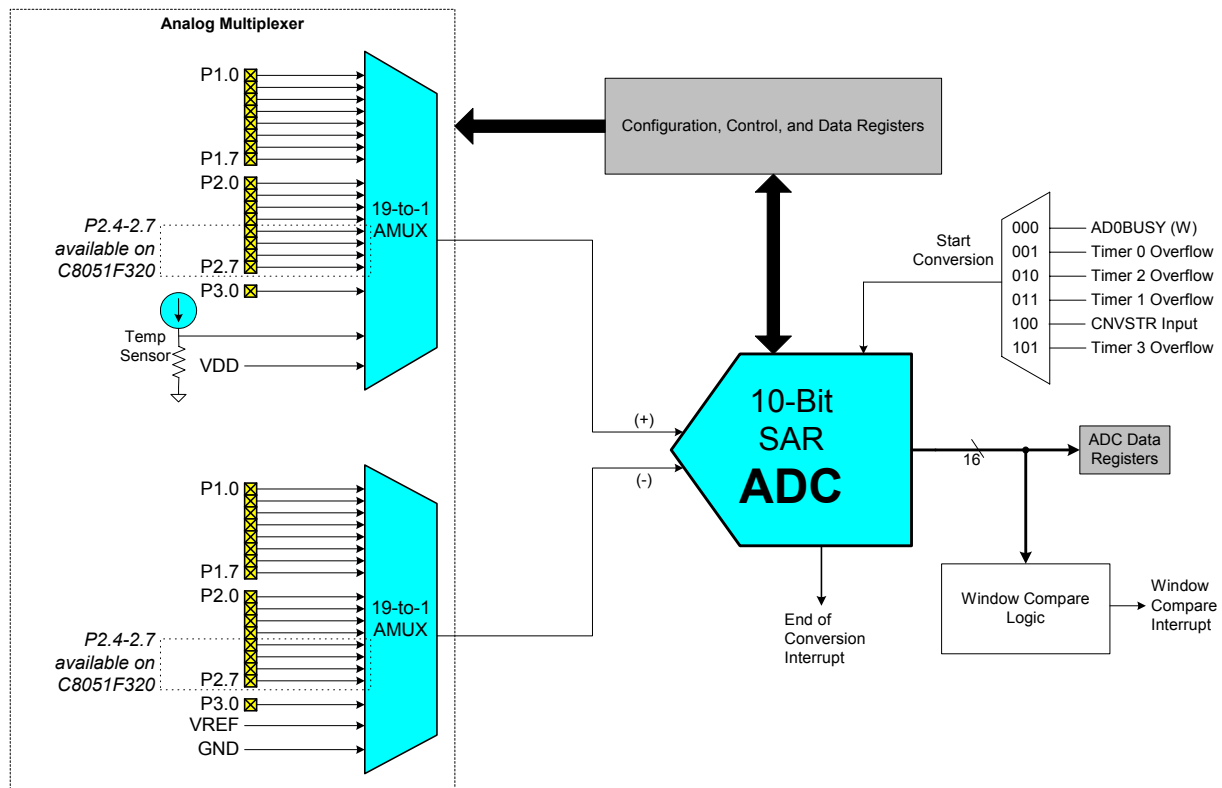 Analog Multiplexer
P1.0
P1.7
P2.0
P2.4-2.7
available on
C8051F320
P2.7
P3.0
Temp
Sensor
VDD
19-to-1
AMUX
Configuration, Control, and Data Registers
Start
Conversion
000
AD0BUSY (W)
001
Timer 0 Overflow
010
Timer 2 Overflow
011
Timer 1 Overflow
100
CNVSTR Input
101
Timer 3 Overflow
(+)
(-)
10-Bit
SAR
ADC
16
ADC Data
Registers
P1.0
P1.7
P2.0
P2.4-2.7
available on
C8051F320
P2.7
P3.0
VREF
GND
19-to-1
AMUX
End of
Conversion
Interrupt
Window Compare
Logic
Window
Compare
Interrupt